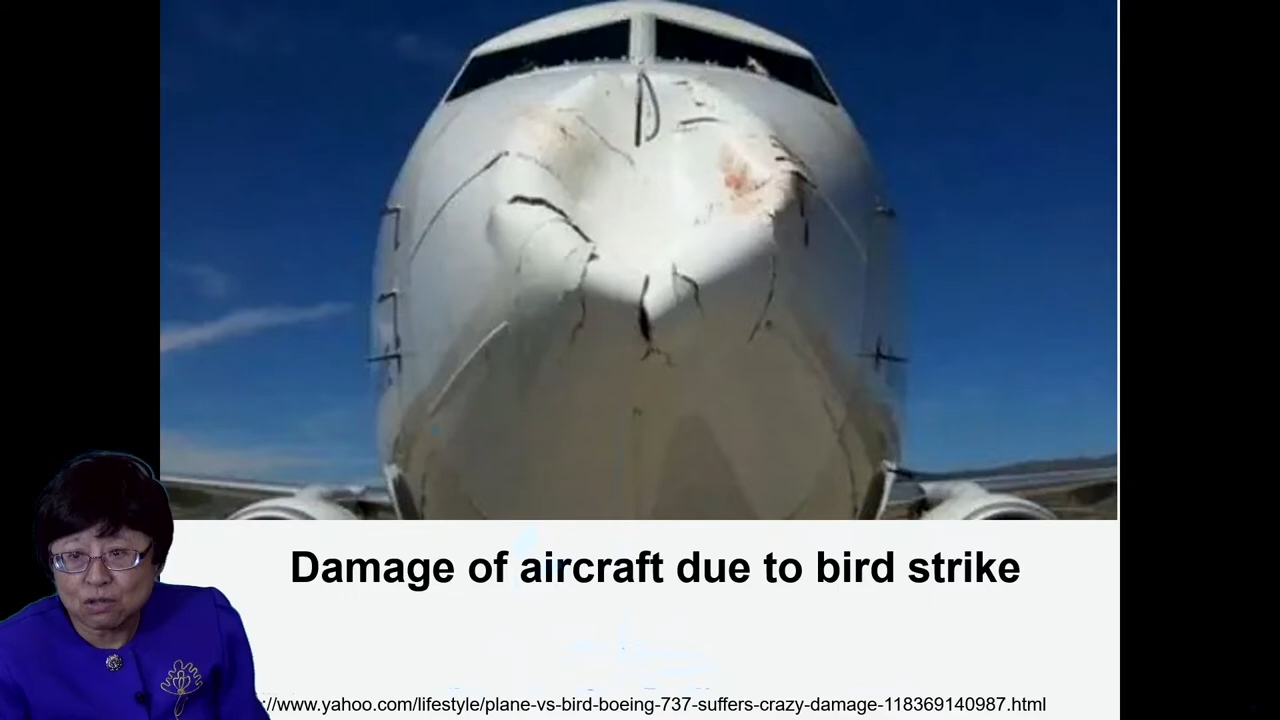 Damage of aircraft due to bird strike
://www.yahoo.com/lifestyle/plane-vs-bird-boeing-737-suffers-crazy-damage-118369140987.html